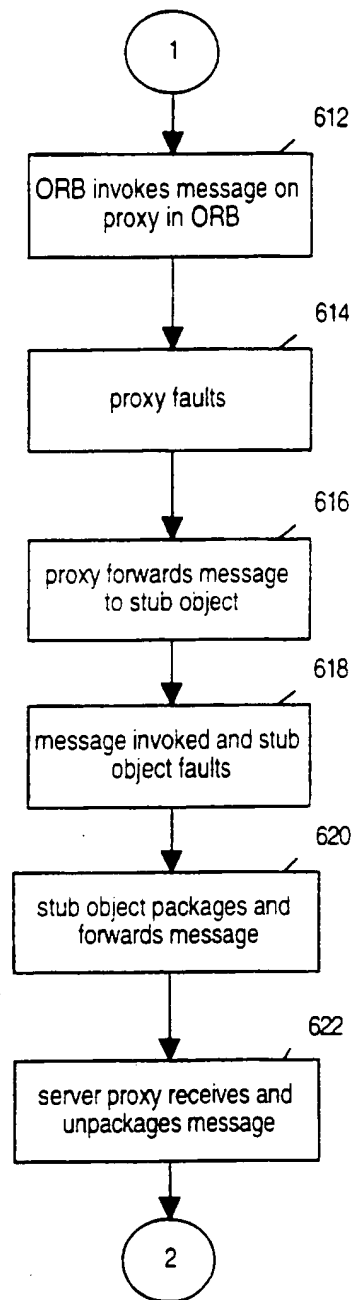 1
612
ORB invokes message on
proxy in ORB
614
proxy faults
616
proxy forwards message
to stub object
618
message invoked and stub
object faults
620
stub object packages and
forwards message
622
server proxy receives and
unpackages message
2